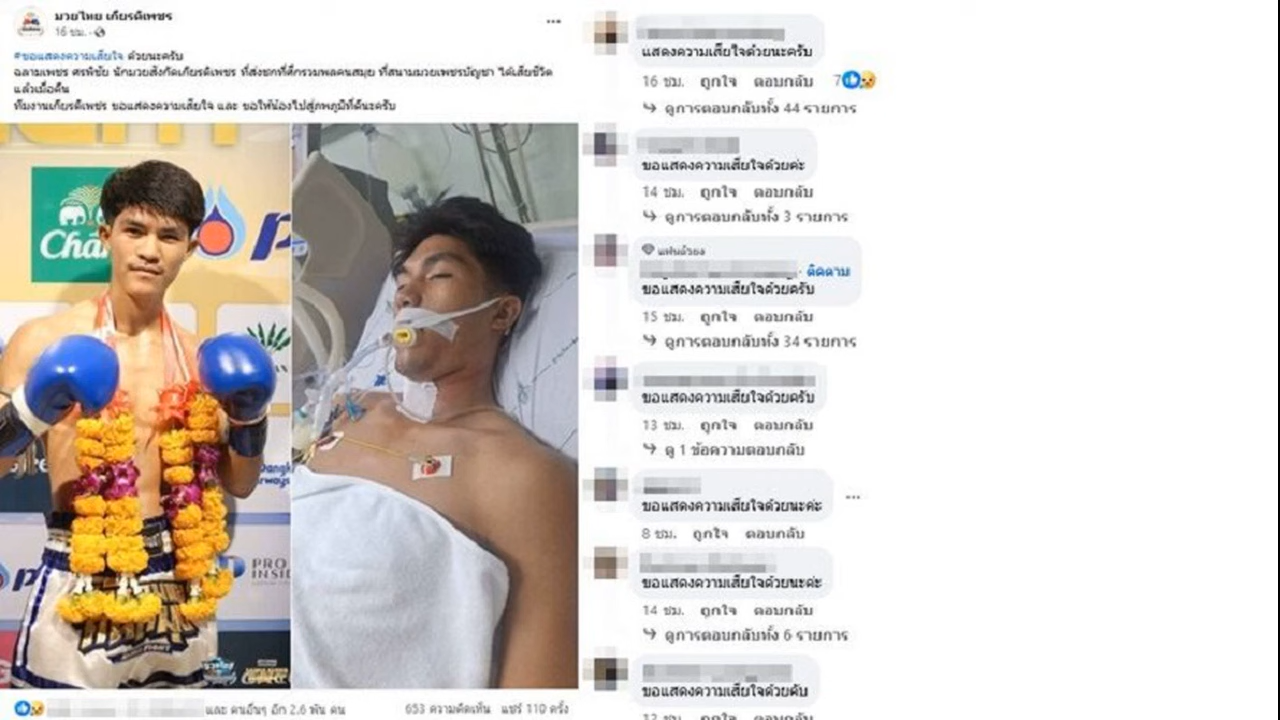 มวยไทย เกียรติเพชร
16 ชม.
#ขอแสดงความเสียใจ ด้วยนะครับ
ฉลามเพชร ศรพิชัย นักมวยสังกัดเกียรติเพชร ที่ส่งชกที่ศึกรวมพลคนสมุย ที่สนามมวยเพชรบัญชา "ได้เสียชีวิต
แล้วเมื่อคืน
ทีมงานเกียรติเพชร ขอแสดงความเสียใจ และ ขอให้น้องไปสู่ภพภูมิที่ดีนะครับ
Chang
PRO
INSI
และ คนอื่นๆ อีก 2.6 พัน คน
653 ความคิดเห็น แชร์ 110 ครั้ง
แสดงความเสียใจด้วยนะครับ
16 ชม. ถูกใจ ตอบกลับ 7
ดูการตอบกลับทั้ง 44 รายการ
ขอแสดงความเสียใจด้วยค่ะ
14 ชม. ถูกใจ ตอบกลับ
ดูการตอบกลับทั้ง 3 รายการ
แฟนตัวยง
ติดตาม
ขอแสดงความเสียใจด้วยครับ
15 ชม. ถูกใจ ตอบกลับ
ดูการตอบกลับทั้ง 34 รายการ
ขอแสดงความเสียใจด้วยครับ
13 ชม. ถูกใจ ตอบกลับ
ดู 1 ข้อความตอบกลับ
ขอแสดงความเสียใจด้วยนะค่ะ
8 ชม. ถูกใจ ตอบกลับ
ขอแสดงความเสียใจด้วยนะค่ะ
14 ชม. ถูกใจ ตอบกลับ
ดูการตอบกลับทั้ง 6 รายการ
ขอแสดงความเสียใจด้วยคับ
12 ชม. ถูกใจ ตอบกลับ